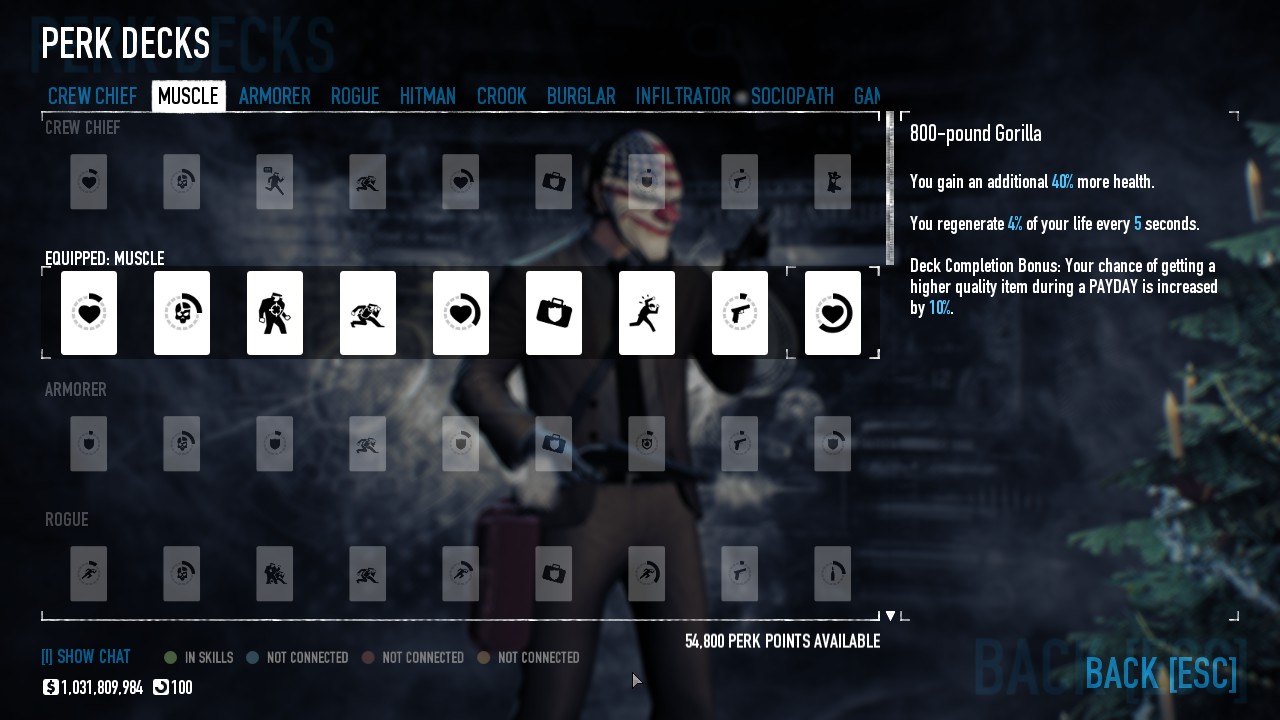 PERK DECKS
CREW CHIEF MUSCLE ARMORER ROGUE HITMAN CROOK BURGLAR INFILTRATOR SOCIOPATH GAM
CREW CHIEF
EQUIPPED: MUSCLE
ARMORER
ROGUE
800-pound Gorilla
You gain an additional 40% more health.
You regenerate 4% of your life every 5 seconds.
Deck Completion Bonus: Your chance of getting a
higher quality item during a PAYDAY is increased
by 10%.
54,800 PERK POINTS AVAILABLE
[I] SHOW CHAT IN SKILLS NOT CONNECTED NOT CONNECTED NOT CONNECTED
$1,031,809,984 100
BACK [ESC]